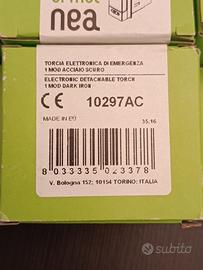 nea
TORCIA ELETTRONICA DI EMERGENZA
1 MOD ACCIAIO SCURO
ELECTRONIC DETACHABLE TORCH
1 MOD DARK IRON
CE 10297AC
MADE IN
35.16
8 033335 023378
V. Bologna 152; 10154 TORINO: ITALIA
subito